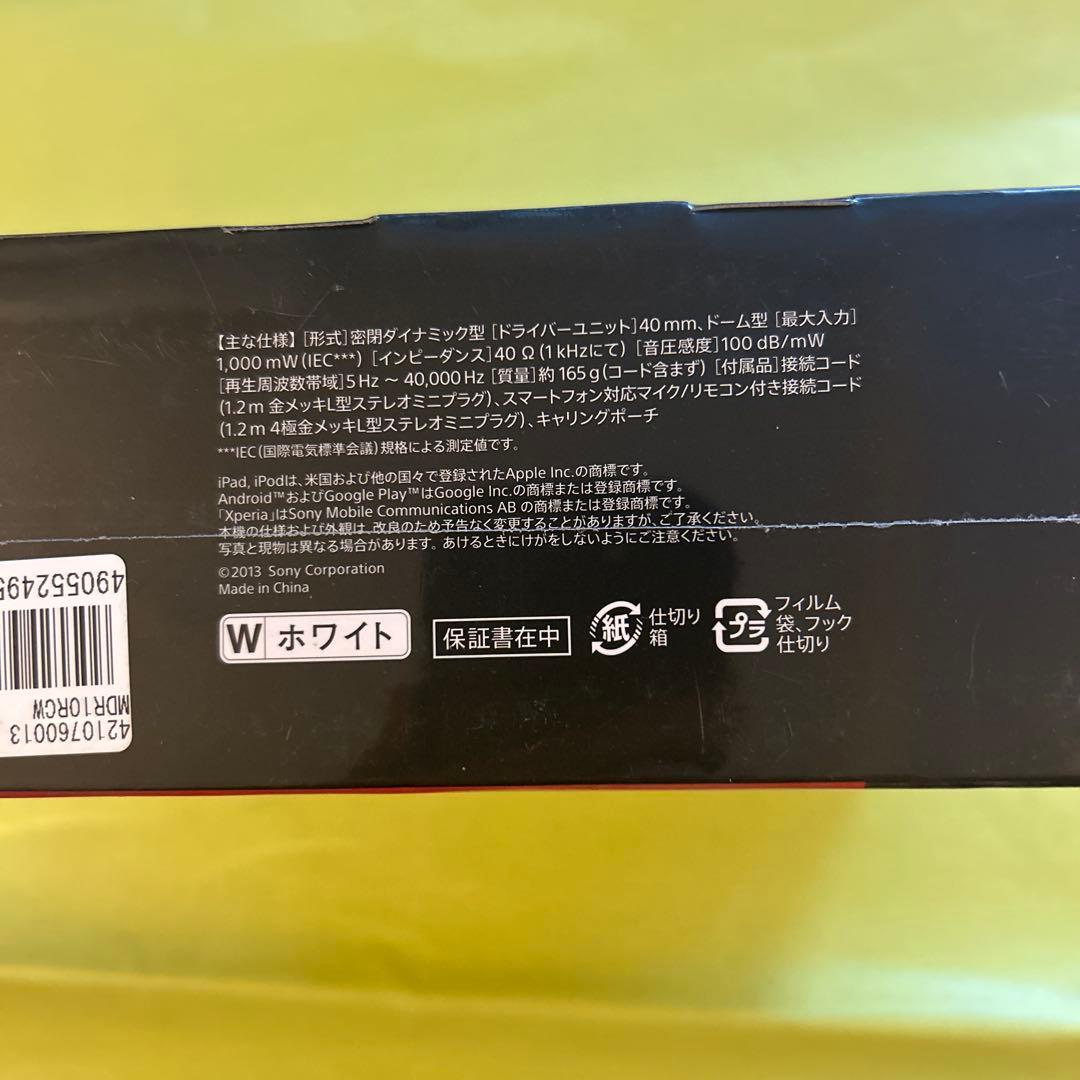 【主な仕様】 [形式]密閉ダイナミック型 [ドライバーユニット]40 mm、ドーム型 [最大入力]
1,000 mW(IEC***) [インピーダンス]40 Ω(1 kHzにて) [音圧感度]100 dB/mW
[再生周波数帯域]5 Hz ～ 40,000 Hz [質量]約 165 g(コード含まず) [付属品]接続コード
(1.2 m 金メッキL型ステレオミニプラグ)、スマートフォン対応マイク/リモコン付き接続コード
(1.2 m 4極金メッキL型ステレオミニプラグ)、キャリングポーチ
***IEC(国際電気標準会議)規格による測定値です。
iPad, iPodは、米国および他の国々で登録されたApple Inc.の商標です。
Android™およびGoogle Play™はGoogle Inc.の商標または登録商標です。
「Xperia」はSony Mobile Communications AB の商標または登録商標です。
本機の仕様および外観は、改良のため予告なく変更することがありますが、ご了承ください。
写真と現物は異なる場合があります。あけるときにけがをしないようにご注意ください。
©2013 Sony Corporation
Made in China
W ホワイト
保証書在中
紙 仕切り
箱
プラ フィルム
袋、フック
仕切り
4210760013
MDR10RCW
490552495